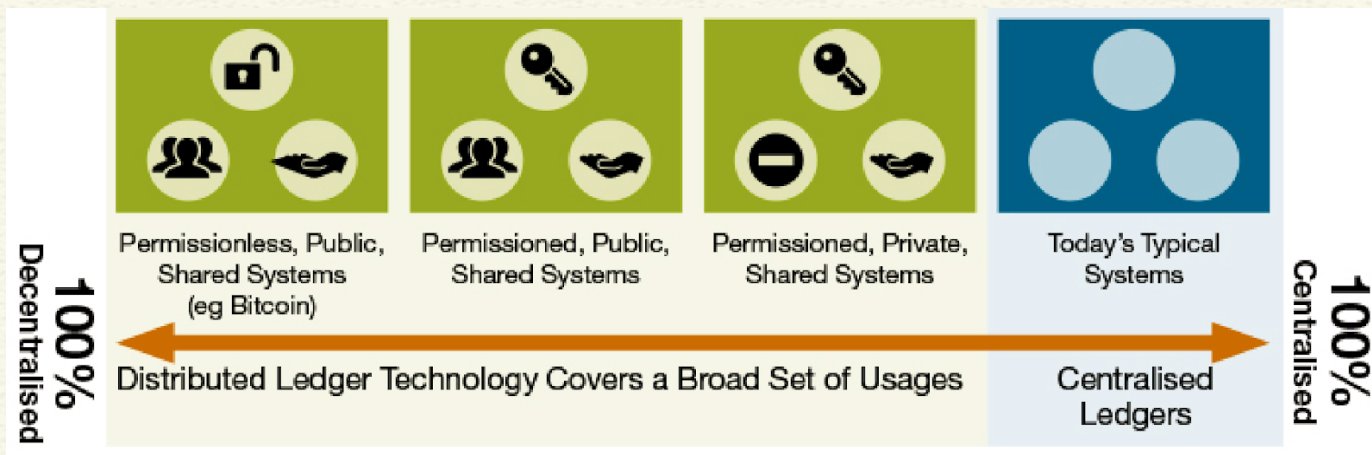 100%
Decentralised
Permissionless, Public,
Shared Systems
(eg Bitcoin)
Permissioned, Public,
Shared Systems
Permissioned, Private,
Shared Systems
Today's Typical
Systems
Distributed Ledger Technology Covers a Broad Set of Usages
Centralised
Ledgers
100%
Centralised